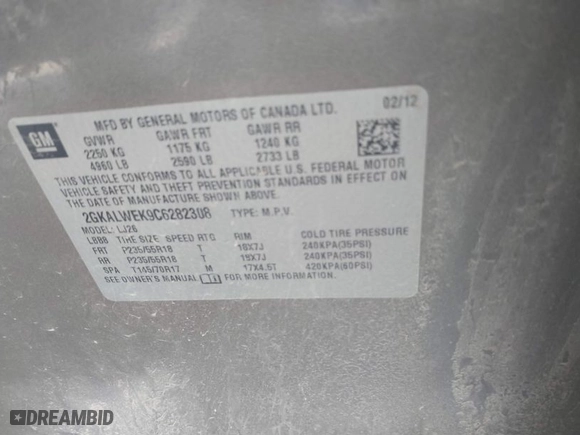 MFD BY GENERAL MOTORS OF CANADA LTD. 02/12
GM
GVWR GAWR FRT GAWR RR
2250 KG 1175 KG 1240 KG
4960 LB 2590 LB 2733 LB
THIS VEHICLE CONFORMS TO ALL APPLICABLE U.S. FEDERAL MOTOR
VEHICLE SAFETY AND THEFT PREVENTION STANDARDS IN EFFECT ON
THE DATE OF MANUFACTURE SHOWN ABOVE.
2GKALWEK9C6282308 TYPE: M.P.V.
MODEL: LJ26
TIRE SIZE SPEED RTG RIM COLD TIRE PRESSURE
FRT P235/55R18 T 18X7J 240KPA(35PSI)
RR P235/55R18 T 18X7J 240KPA(35PSI)
SPA T145/70R17 M 17X4.5T 420KPA(60PSI)
SEE OWNER'S MANUAL FOR MORE INFORMATION.
DREAMBID